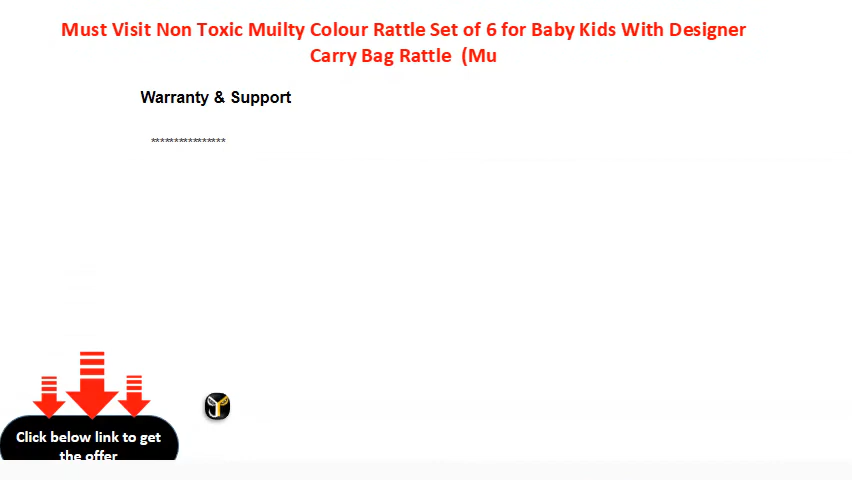 Must Visit Non Toxic Muilty Colour Rattle Set of 6 for Baby Kids With Designer
Carry Bag Rattle  (Mu
Warranty & Support
****************
Click below link to get
the offer